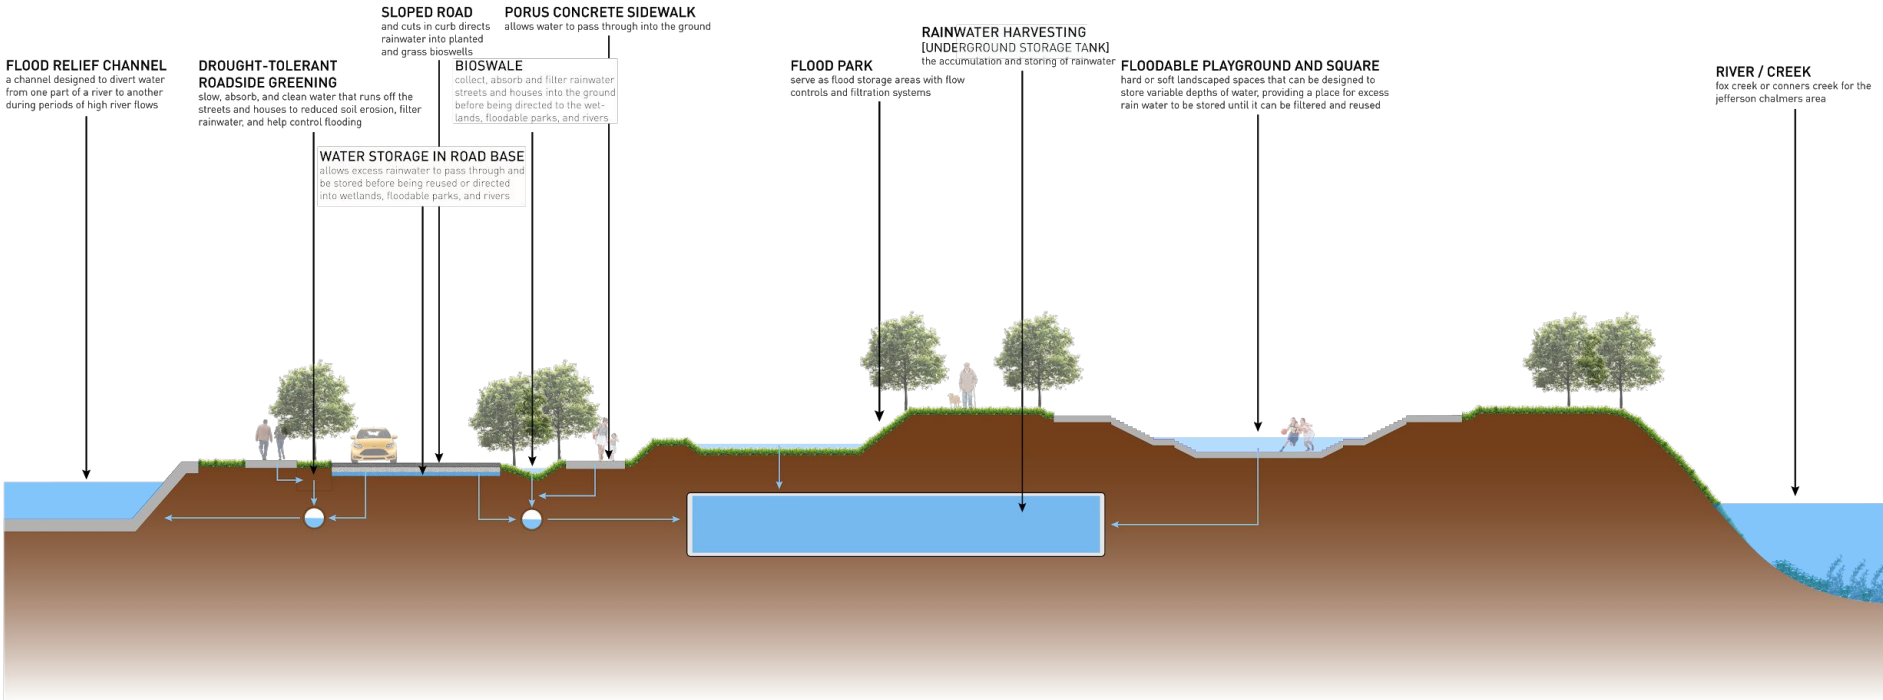 FLOOD RELIEF CHANNEL
a channel designed to divert water
from one part of a river to another
during periods of high river flows
DROUGHT-TOLERANT
ROADSIDE GREENING
slow, absorb, and clean water that runs off the
streets and houses to reduced soil erosion, filter
rainwater, and help control flooding
SLOPED ROAD
and cuts in curb directs
rainwater into planted
and grass bioswells
WATER STORAGE IN ROAD BASE
allows excess rainwater to pass through and
be stored before being reused or directed
into wetlands, floodable parks, and rivers
PORUS CONCRETE SIDEWALK
allows water to pass through into the ground
BIOSWALE
collect, absorb and filter rainwater
streets and houses into the ground
before being directed to the wet-
lands, floodable parks, and rivers
FLOOD PARK
serve as flood storage areas with flow
controls and filtration systems
RAINWATER HARVESTING
[UNDERGROUND STORAGE TANK]
the accumulation and storing of rainwater
FLOODABLE PLAYGROUND AND SQUARE
hard or soft landscaped spaces that can be designed to
store variable depths of water, providing a place for excess
rain water to be stored until it can be filtered and reused
RIVER / CREEK
fox creek or conners creek for the
jefferson chalmers area